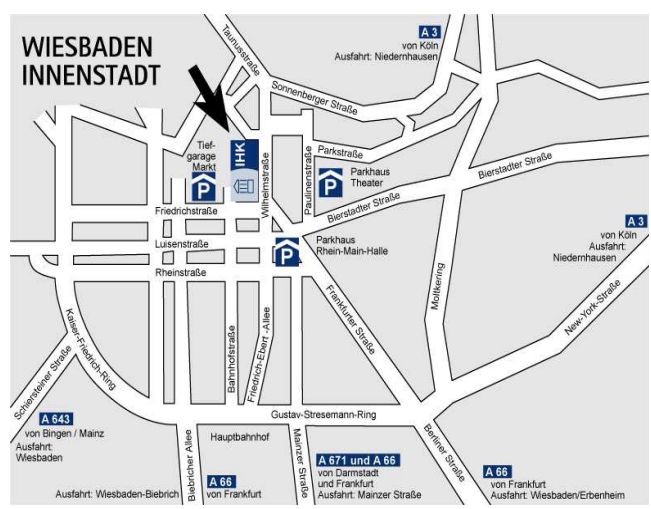 WIESBADEN
INNENSTADT
A 3
von Köln
Ausfahrt: Niedernhausen
Taunusstraße
Sonnenberger Straße
Tief-
garage
Markt
P
IHK
Wilhelmstraße
Paulinenstraße
Parkstraße
P
Parkhaus
Theater
Bierstadter Straße
Bierstadter Straße
Friedrichstraße
Luisenstraße
Rheinstraße
P
Parkhaus
Rhein-Main-Halle
A 3
von Köln
Ausfahrt:
Niedernhausen
Moltkering
New-York-Straße
Frankfurter Straße
Kaiser-Friedrich-Ring
Schiersteiner Straße
Bahnhofstraße
Friedrich-Ebert -Allee
Gustav-Stresemann-Ring
A 643
von Bingen / Mainz
Ausfahrt:
Wiesbaden
Biebricher Allee
Hauptbahnhof
Mainzer Straße
Berliner Straße
A 66
von Frankfurt
Ausfahrt: Wiesbaden-Biebrich
A 671 und A 66
von Darmstadt
und Frankfurt
Ausfahrt: Mainzer Straße
A 66
von Frankfurt
Ausfahrt: Wiesbaden/Erbenheim